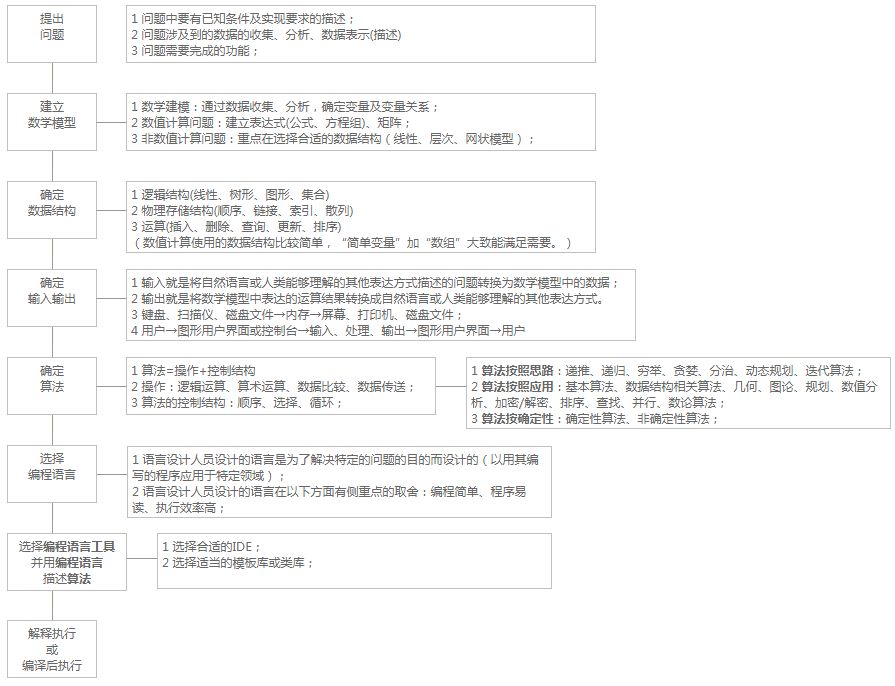 提出
问题
1 问题中要有已知条件及实现要求的描述；
2 问题涉及到的数据的收集、分析、数据表示(描述)
3 问题需要完成的功能；
建立
数学模型
1 数学建模：通过数据收集、分析，确定变量及变量关系；
2 数值计算问题：建立表达式(公式、方程组)、矩阵；
3 非数值计算问题：重点在选择合适的数据结构（线性、层次、网状模型）；
确定
数据结构
1 逻辑结构(线性、树形、图形、集合)
2 物理存储结构(顺序、链接、索引、散列)
3 运算(插入、删除、查询、更新、排序)
（数值计算使用的数据结构比较简单，“简单变量”加“数组”大致能满足需要。）
确定
输入输出
1 输入就是将自然语言或人类能够理解的其他表达方式描述的问题转换为数学模型中的数据；
2 输出就是将数学模型中表达的运算结果转换成自然语言或人类能够理解的其他表达方式。
3 键盘、扫描仪、磁盘文件→内存→屏幕、打印机、磁盘文件；
4 用户→图形用户界面或控制台→输入、处理、输出→图形用户界面→用户
确定
算法
1 算法=操作+控制结构
2 操作：逻辑运算、算术运算、数据比较、数据传送；
3 算法的控制结构：顺序、选择、循环；
1 算法按照思路：递推、递归、穷举、贪婪、分治、动态规划、迭代算法；
2 算法按照应用：基本算法、数据结构相关算法、几何、图论、规划、数值分
析、加密/解密、排序、查找、并行、数论算法；
3 算法按确定性：确定性算法、非确定性算法；
选择
编程语言
1 语言设计人员设计的语言是为了解决特定的问题的目的而设计的（以用其编
写的程序应用于特定领域）；
2 语言设计人员设计的语言在以下方面有侧重点的取舍：编程简单、程序易
读、执行效率高；
选择编程语言工具
并用编程语言
描述算法
1 选择合适的IDE；
2 选择适当的模板库或类库；
解释执行
或
编译后执行